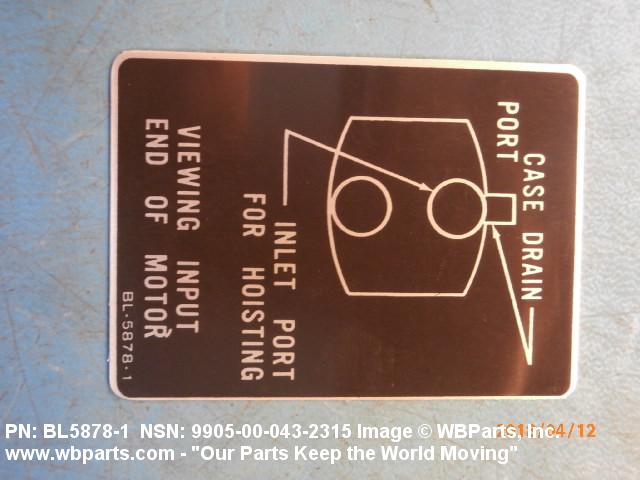 CASE DRAIN
PORT
INLET PORT
FOR HOISTING
VIEWING INPUT
END OF MOTOR
BL-5878-1
PN: BL5878-1 NSN: 9905-00-043-2315 Image © WBParts, Inc.
www.wbparts.com - "Our Parts Keep the World Moving"